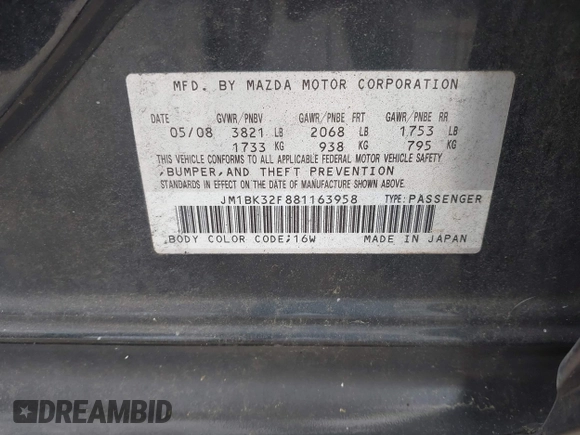 MFD. BY MAZDA MOTOR CORPORATION
DATE GVWR/PNBV GAWR/PNBE FRT GAWR/PNBE RR
05/08 3821 LB 2068 LB 1753 LB
1733 KG 938 KG 795 KG
THIS VEHICLE CONFORMS TO ALL APPLICABLE FEDERAL MOTOR VEHICLE SAFETY
,BUMPER,AND THEFT PREVENTION
STANDARDS IN EFFECT ON THE DATE OF MANUFACTURE SHOWN ABOVE.
JM1BK32F881163958 TYPE:PASSENGER
BODY COLOR CODE;16W MADE IN JAPAN
DREAMBID